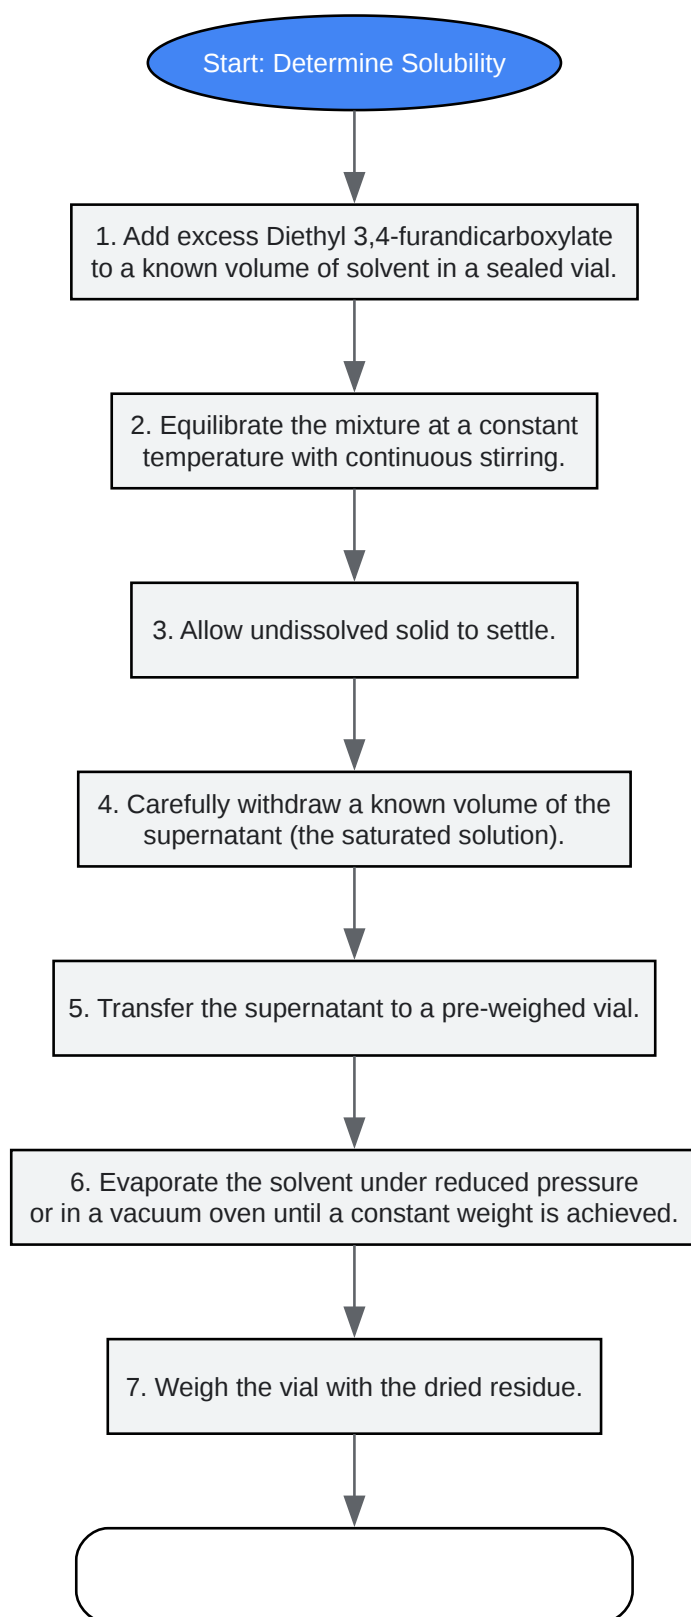 Start: Determine Solubility
1. Add excess Diethyl 3,4-furandicarboxylate
to a known volume of solvent in a sealed vial.
2. Equilibrate the mixture at a constant
temperature with continuous stirring.
3. Allow undissolved solid to settle.
4. Carefully withdraw a known volume of the
supernatant (the saturated solution).
5. Transfer the supernatant to a pre-weighed vial.
6. Evaporate the solvent under reduced pressure
or in a vacuum oven until a constant weight is achieved.
7. Weigh the vial with the dried residue.